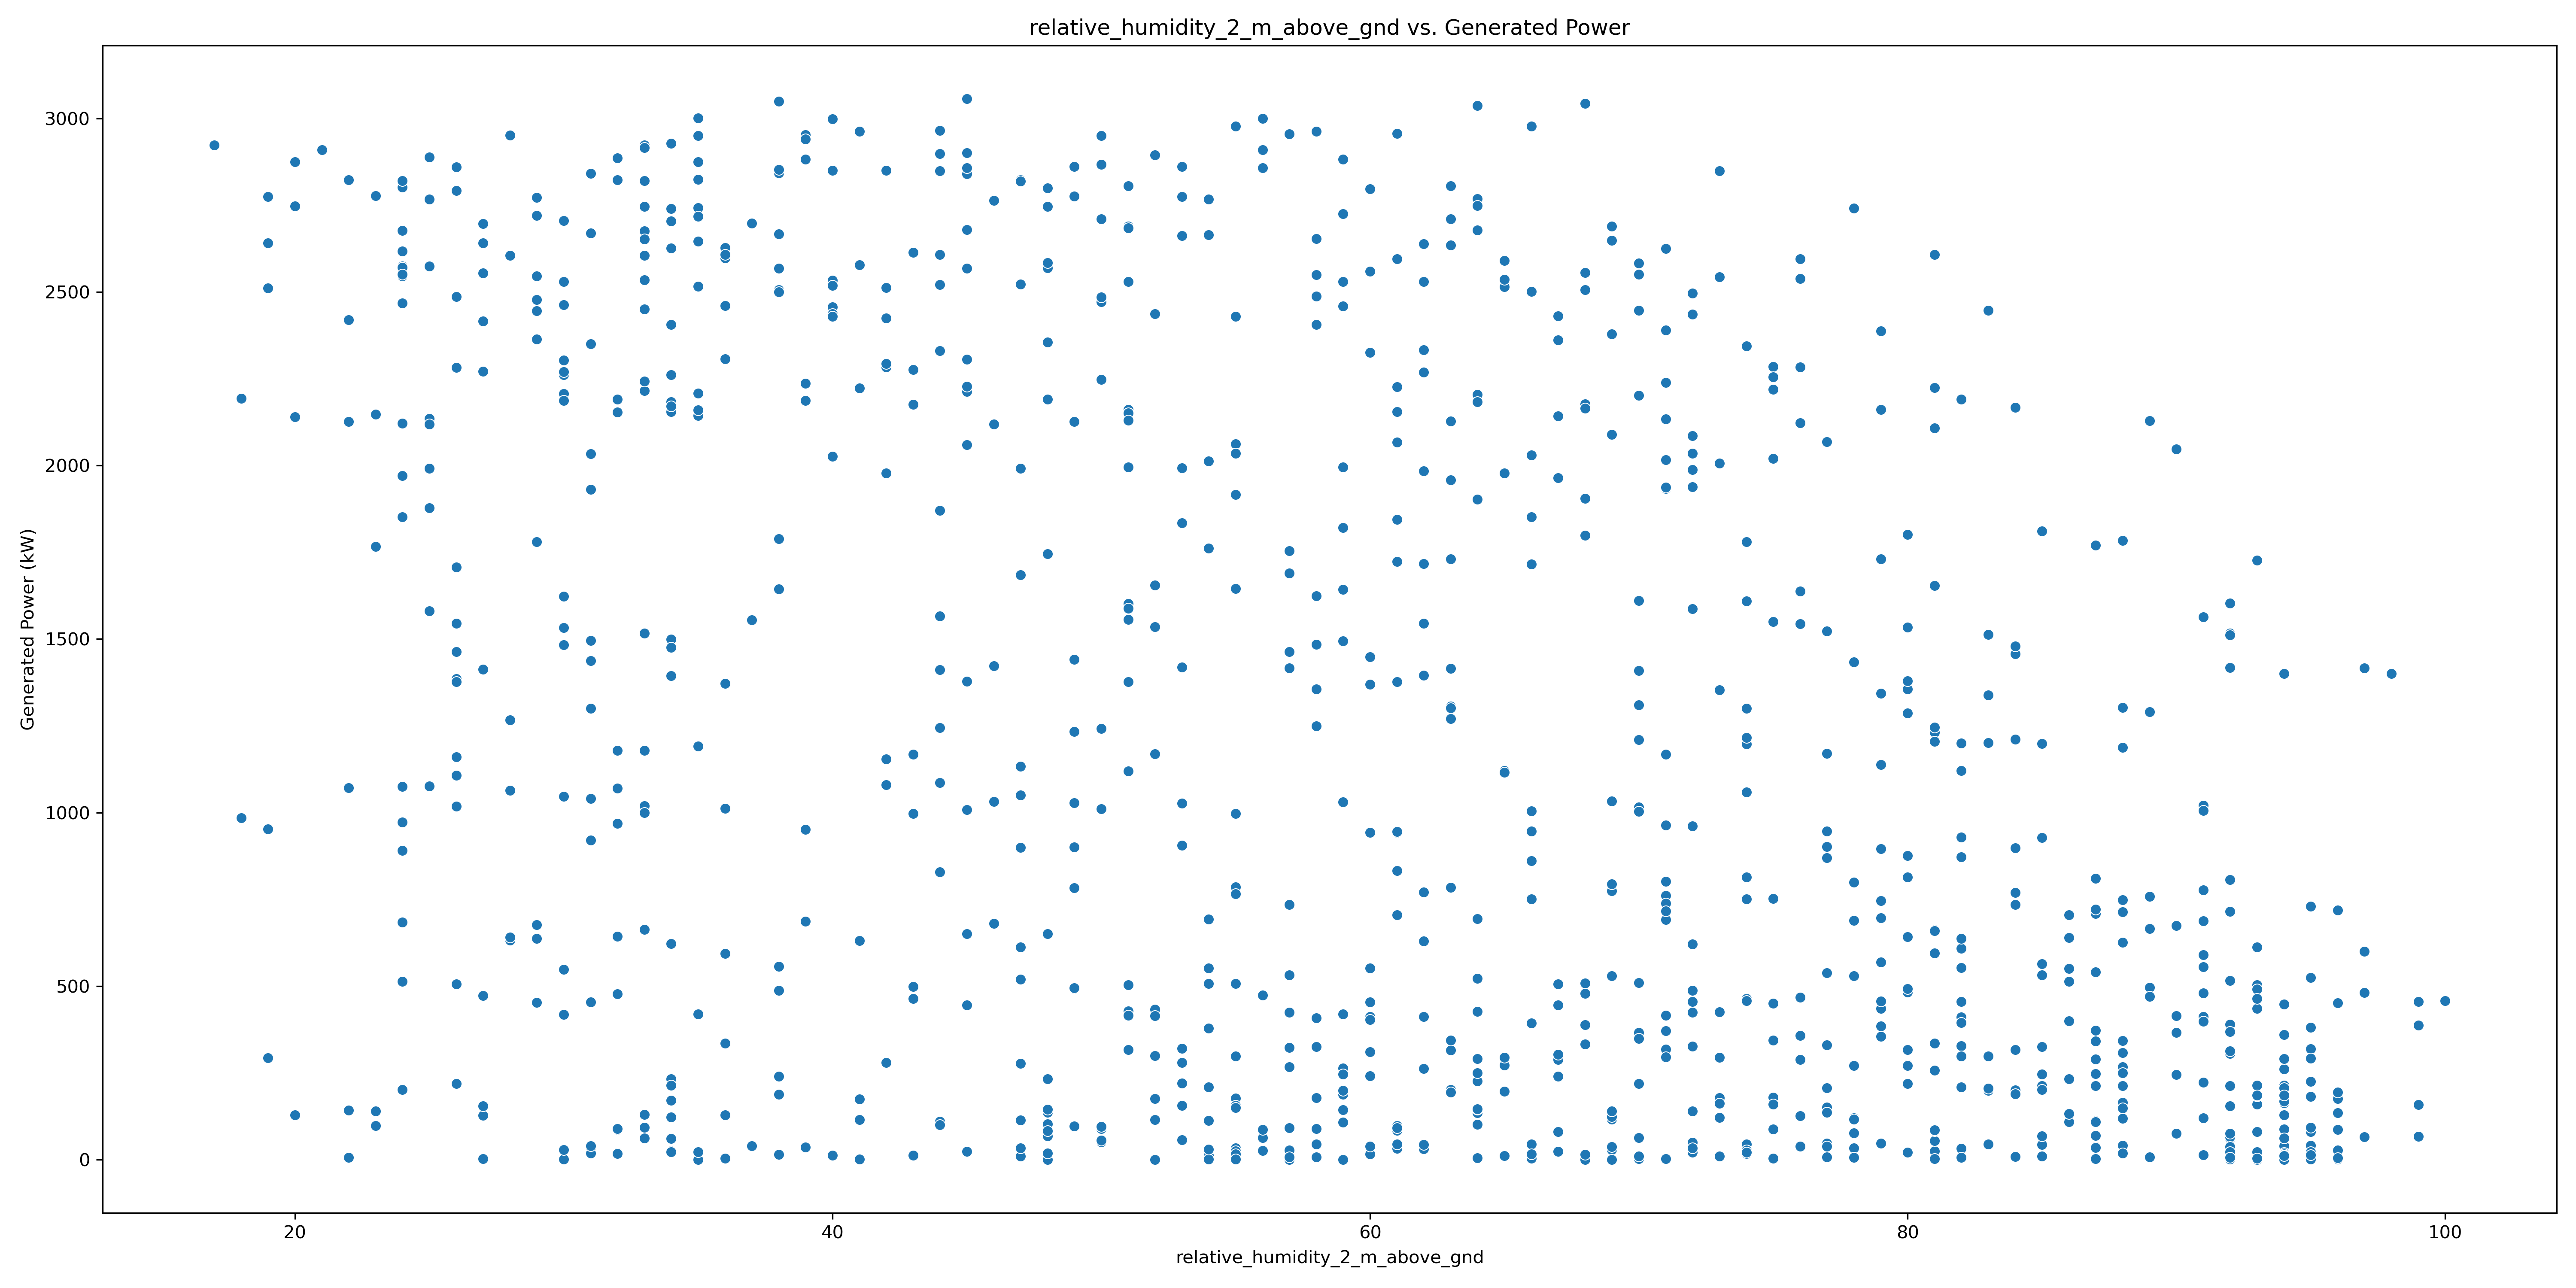 relative_humidity_2_m_above_gnd vs. Generated Power
3000
2500
2000
1500
1000
500
0
Generated Power (kW)
20 40 60 80 100
relative_humidity_2_m_above_gnd